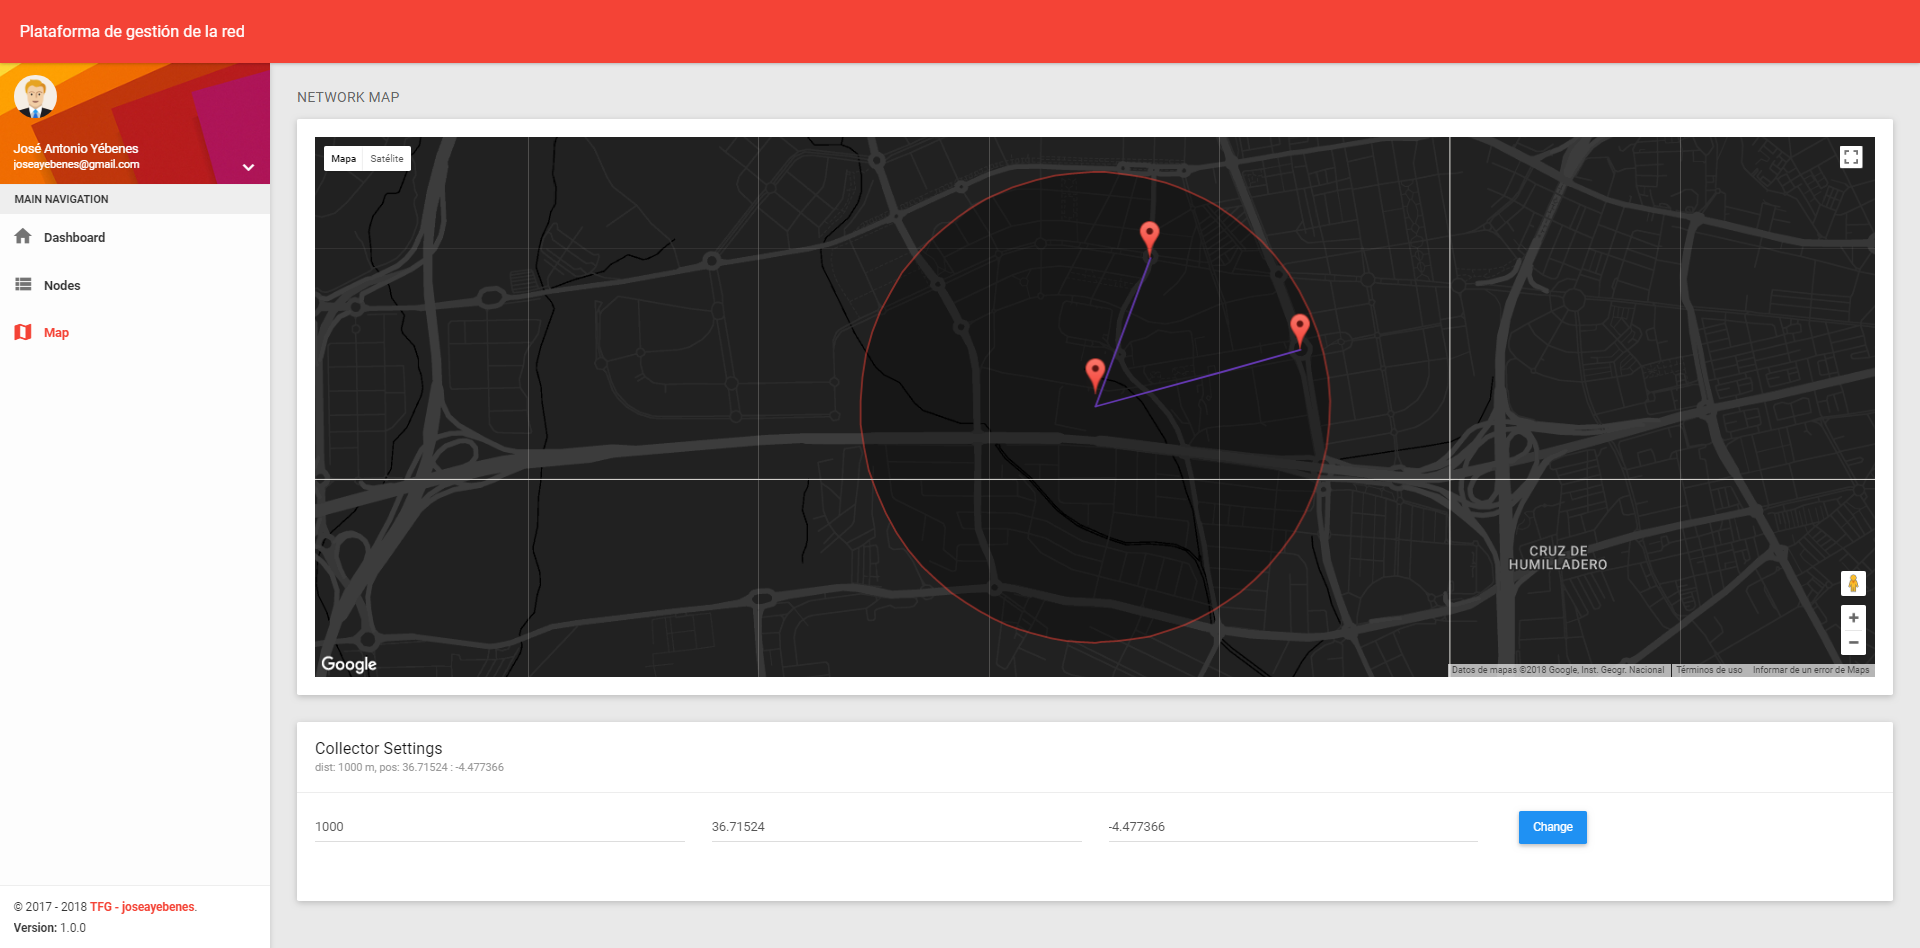 Plataforma de gestión de la red
José Antonio Yébenes
joseayebenes@gmail.com
MAIN NAVIGATION
Dashboard
Nodes
Map
© 2017 - 2018 TFG - joseayebenes.
Version: 1.0.0
NETWORK MAP
Mapa Satélite
CRUZ DE
HUMILLADERO
Google
Datos de mapas ©2018 Google, Inst. Geogr. Nacional Términos de uso Informar de un error de Maps
Collector Settings
dist: 1000 m, pos: 36.71524 : -4.477366
1000 36.71524 -4.477366 Change